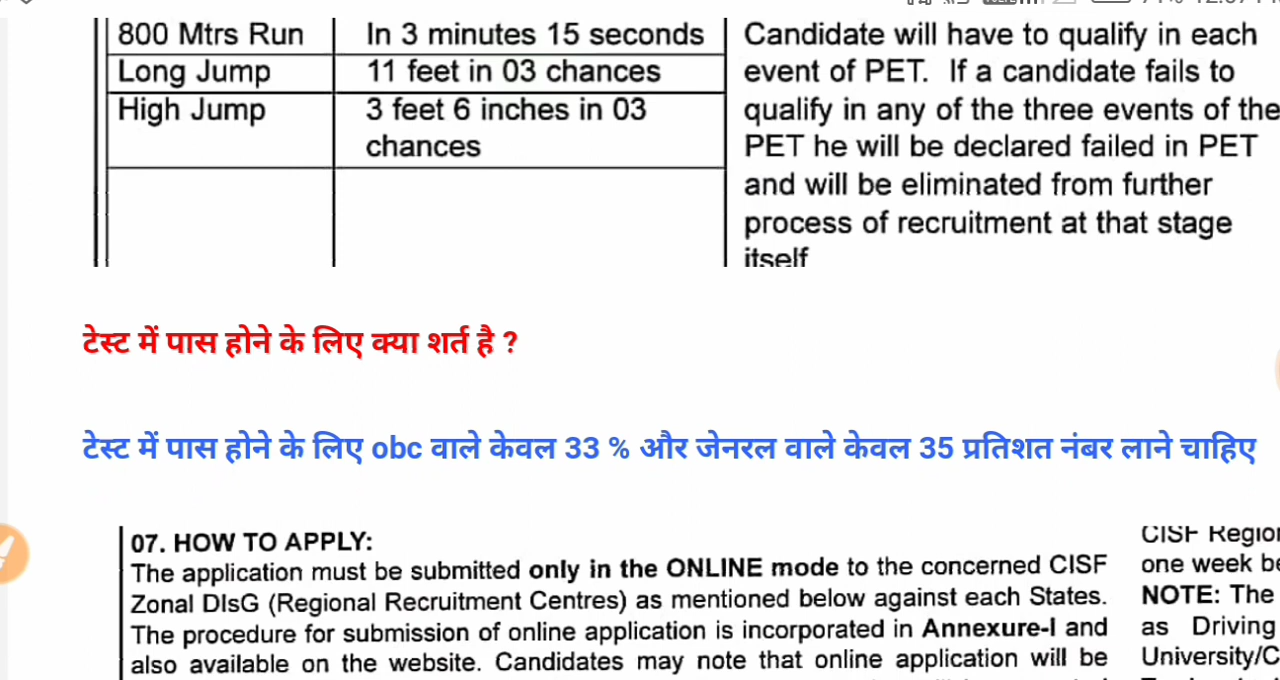 800 Mtrs Run
In 3 minutes 15 seconds
Long Jump
11 feet in 03 chances
High Jump
3 feet 6 inches in 03
chances
Candidate will have to qualify in each
event of PET. If a candidate fails to
qualify in any of the three events of the
PET he will be declared failed in PET
and will be eliminated from further
process of recruitment at that stage
itself
टेस्ट में पास होने के लिए क्या शर्त है ?
टेस्ट में पास होने के लिए obc वाले केवल 33 % और जेनरल वाले केवल 35 प्रतिशत नंबर लाने चाहिए
07. HOW TO APPLY:
The application must be submitted only in the ONLINE mode to the concerned CISF
Zonal DIsG (Regional Recruitment Centres) as mentioned below against each States.
The procedure for submission of online application is incorporated in Annexure-I and
also available on the website. Candidates may note that online application will be
CISF
one week
NOTE: The
as Driving